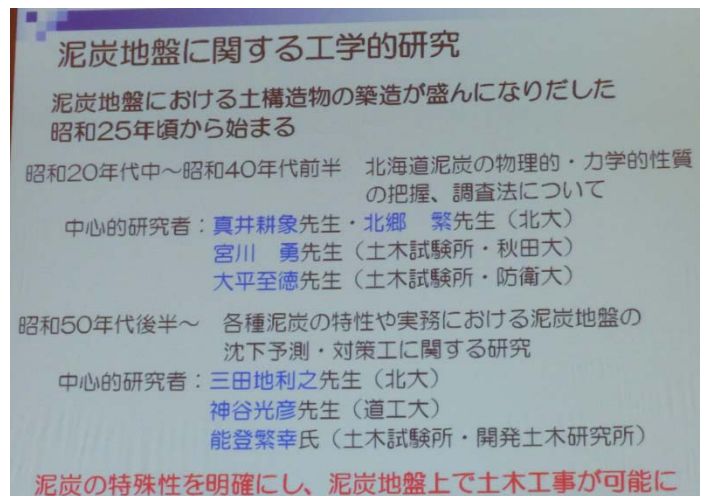 泥炭地盤に関する工学的研究
泥炭地盤における土構造物の築造が盛んになりだした
昭和25年頃から始まる
昭和20年代中～昭和40年代前半　北海道泥炭の物理的・力学的性質
の把握、調査法について
中心的研究者：真井耕象先生・北郷　繁先生（北大）
宮川　勇先生（土木試験所・秋田大）
大平至徳先生（土木試験所・防衛大）
昭和50年代後半～　各種泥炭の特性や実務における泥炭地盤の
沈下予測・対策工に関する研究
中心的研究者：三田地利之先生（北大）
神谷光彦先生（道工大）
能登繁幸氏（土木試験所・開発土木研究所）
泥炭の特殊性を明確にし、泥炭地盤上で土木工事が可能に